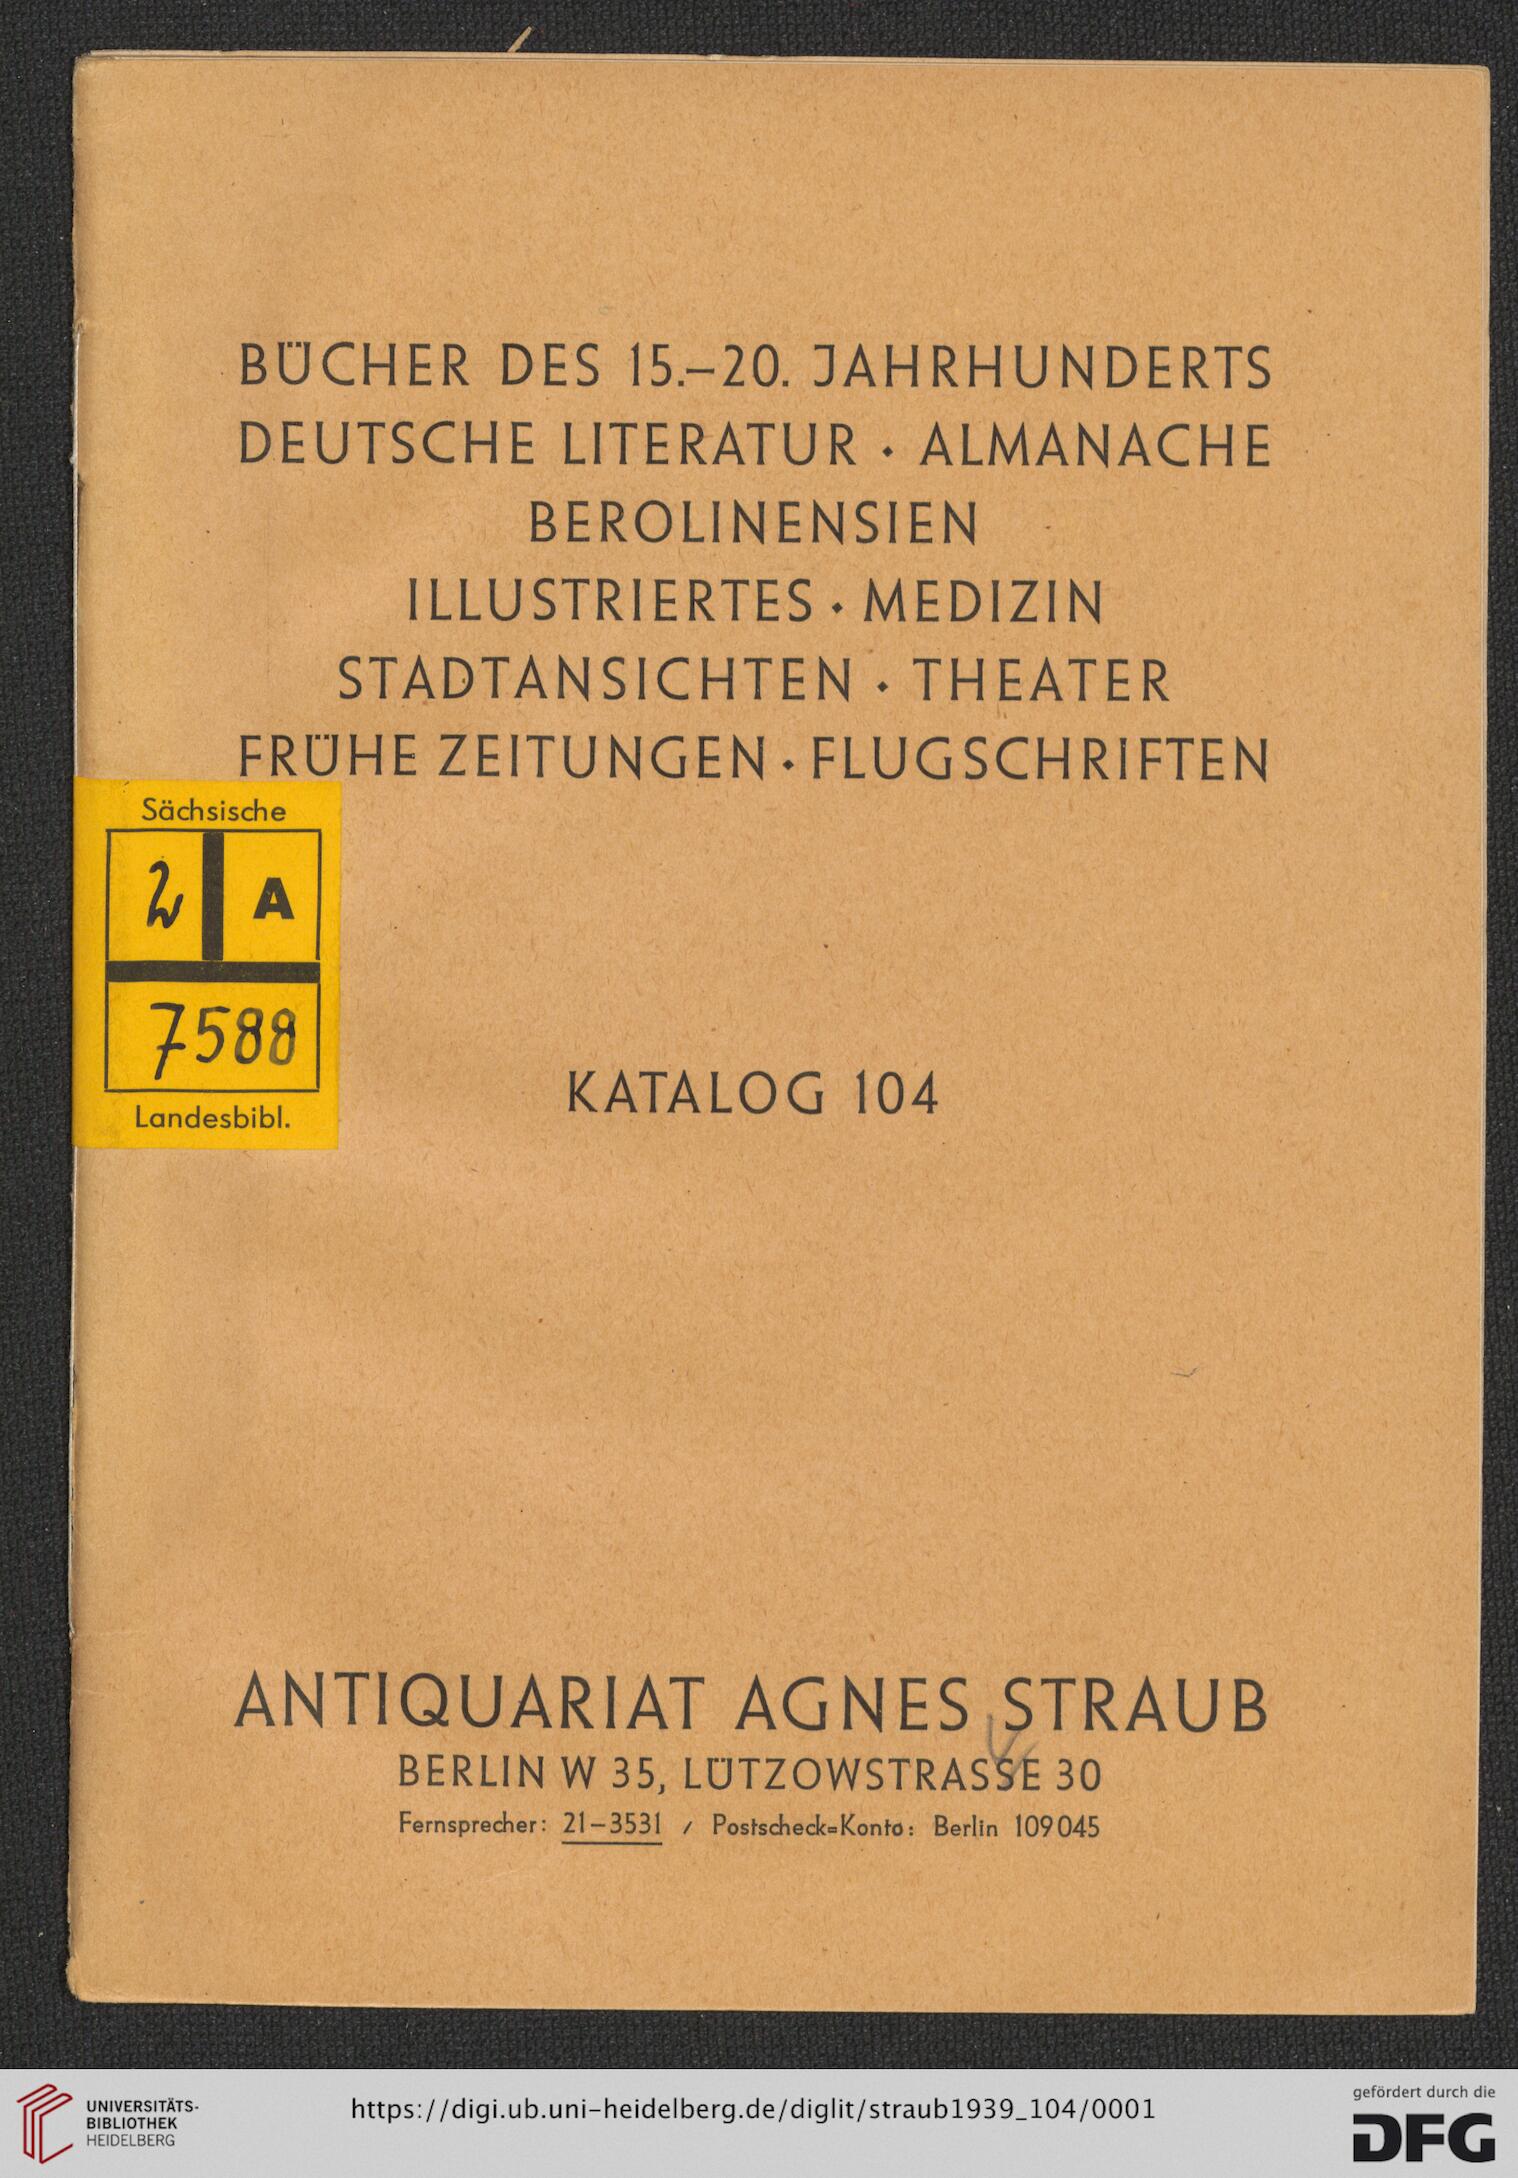 BÜCHER DES 15.–20. JAHRHUNDERTS
DEUTSCHE LITERATUR · ALMANACHE
BEROLINENSIEN
ILLUSTRIERTES · MEDIZIN
STADTANSICHTEN · THEATER
FRÜHE ZEITUNGEN · FLUGSCHRIFTEN
Sächsische
2 A
7588
Landesbibl.
KATALOG 104
ANTIQUARIAT AGNES STRAUB
BERLIN W 35, LÜTZOWSTRASSE 30
Fernsprecher: 21–3531 / Postscheck=Konto: Berlin 109045
UNIVERSITÄTS-
BIBLIOTHEK
HEIDELBERG
https://digi.ub.uni-heidelberg.de/diglit/straub1939_104/0001
gefördert durch die
DFG